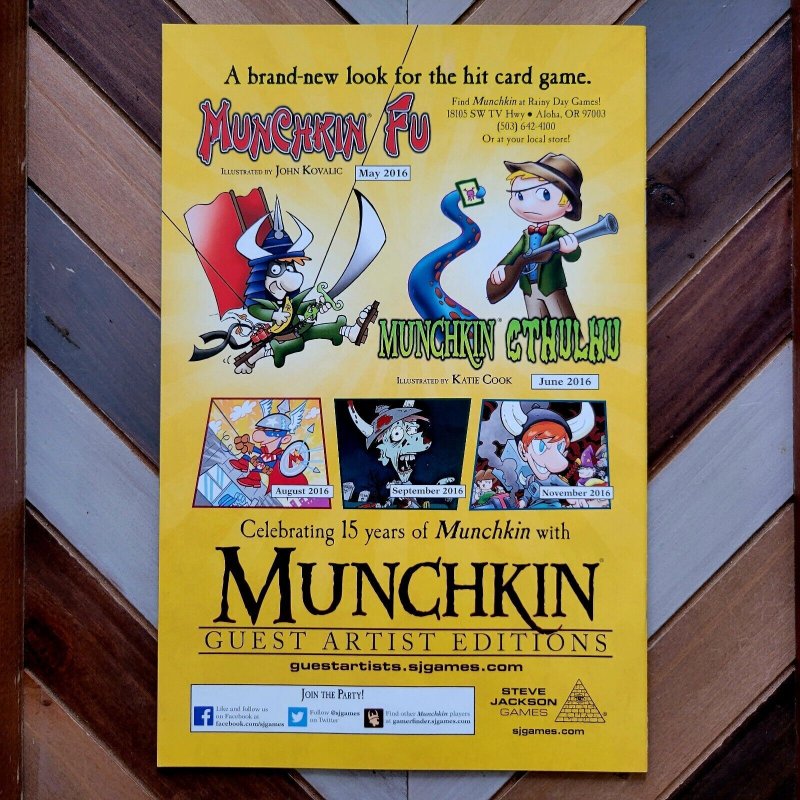 A brand-new look for the hit card game.
MUNCHKIN® FU
ILLUSTRATED BY JOHN KOVALIC
May 2016
Find Munchkin at Rainy Day Games!
18105 SW TV Hwy • Aloha, OR 97003
(503) 642-4100
Or at your local store!
MUNCHKIN® CTHULHU
ILLUSTRATED BY KATIE COOK
June 2016
August 2016
September 2016
November 2016
Celebrating 15 years of Munchkin with
MUNCHKIN®
GUEST ARTIST EDITIONS
guestartists.sjgames.com
JOIN THE PARTY!
Like and follow us
on Facebook at
facebook.com/sjgames
Follow @sjgames
on Twitter
Find other Munchkin players
at gamerfinder.sjgames.com
STEVE
JACKSON
GAMES
sjgames.com